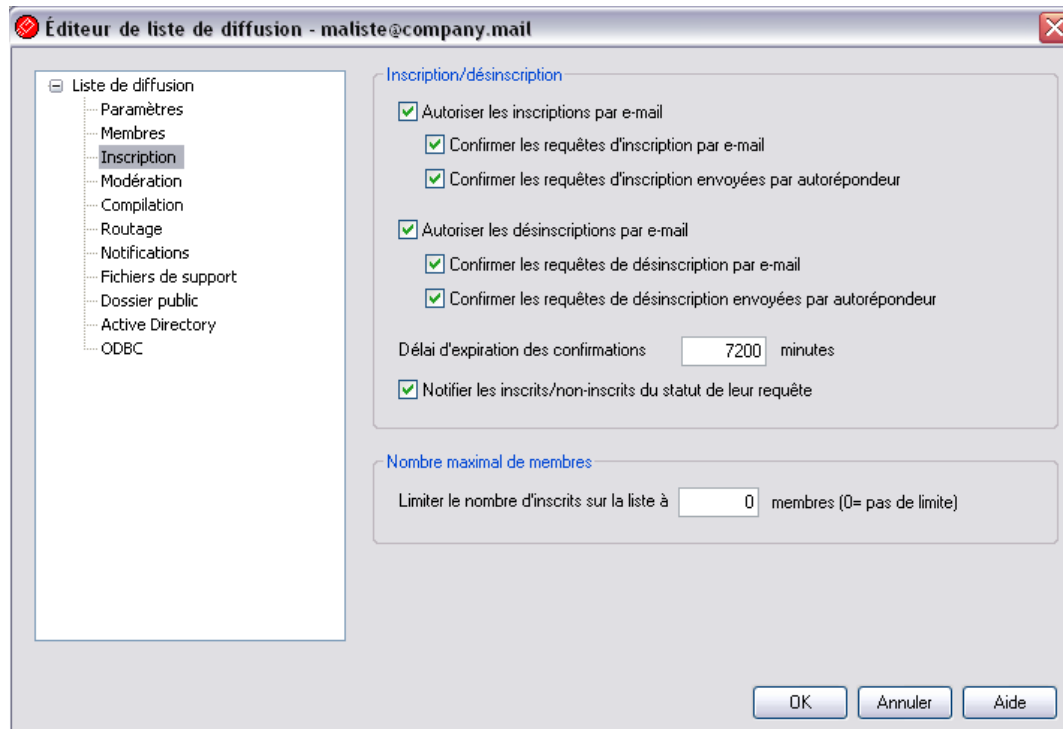 Éditeur de liste de diffusion - maliste@company.mail
Liste de diffusion
Paramètres
Membres
Inscription
Modération
Compilation
Routage
Notifications
Fichiers de support
Dossier public
Active Directory
ODBC
Inscription/désinscription
Autoriser les inscriptions par e-mail
Confirmer les requêtes d'inscription par e-mail
Confirmer les requêtes d'inscription envoyées par autorépondeur
Autoriser les désinscriptions par e-mail
Confirmer les requêtes de désinscription par e-mail
Confirmer les requêtes de désinscription envoyées par autorépondeur
Délai d'expiration des confirmations 7200 minutes
Notifier les inscrits/non-inscrits du statut de leur requête
Nombre maximal de membres
Limiter le nombre d'inscrits sur la liste à 0 membres (0= pas de limite)
OK Annuler Aide